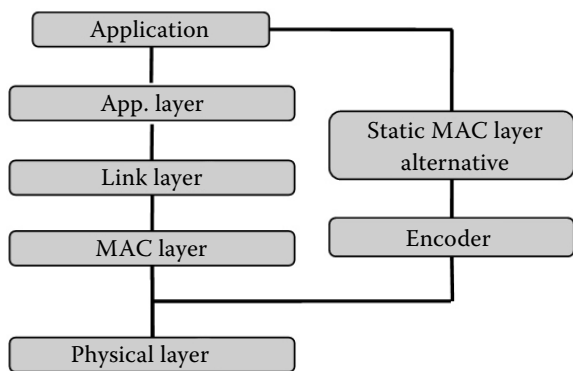 Application
App. layer
Link layer
MAC layer
Physical layer
Static MAC layer
alternative
Encoder